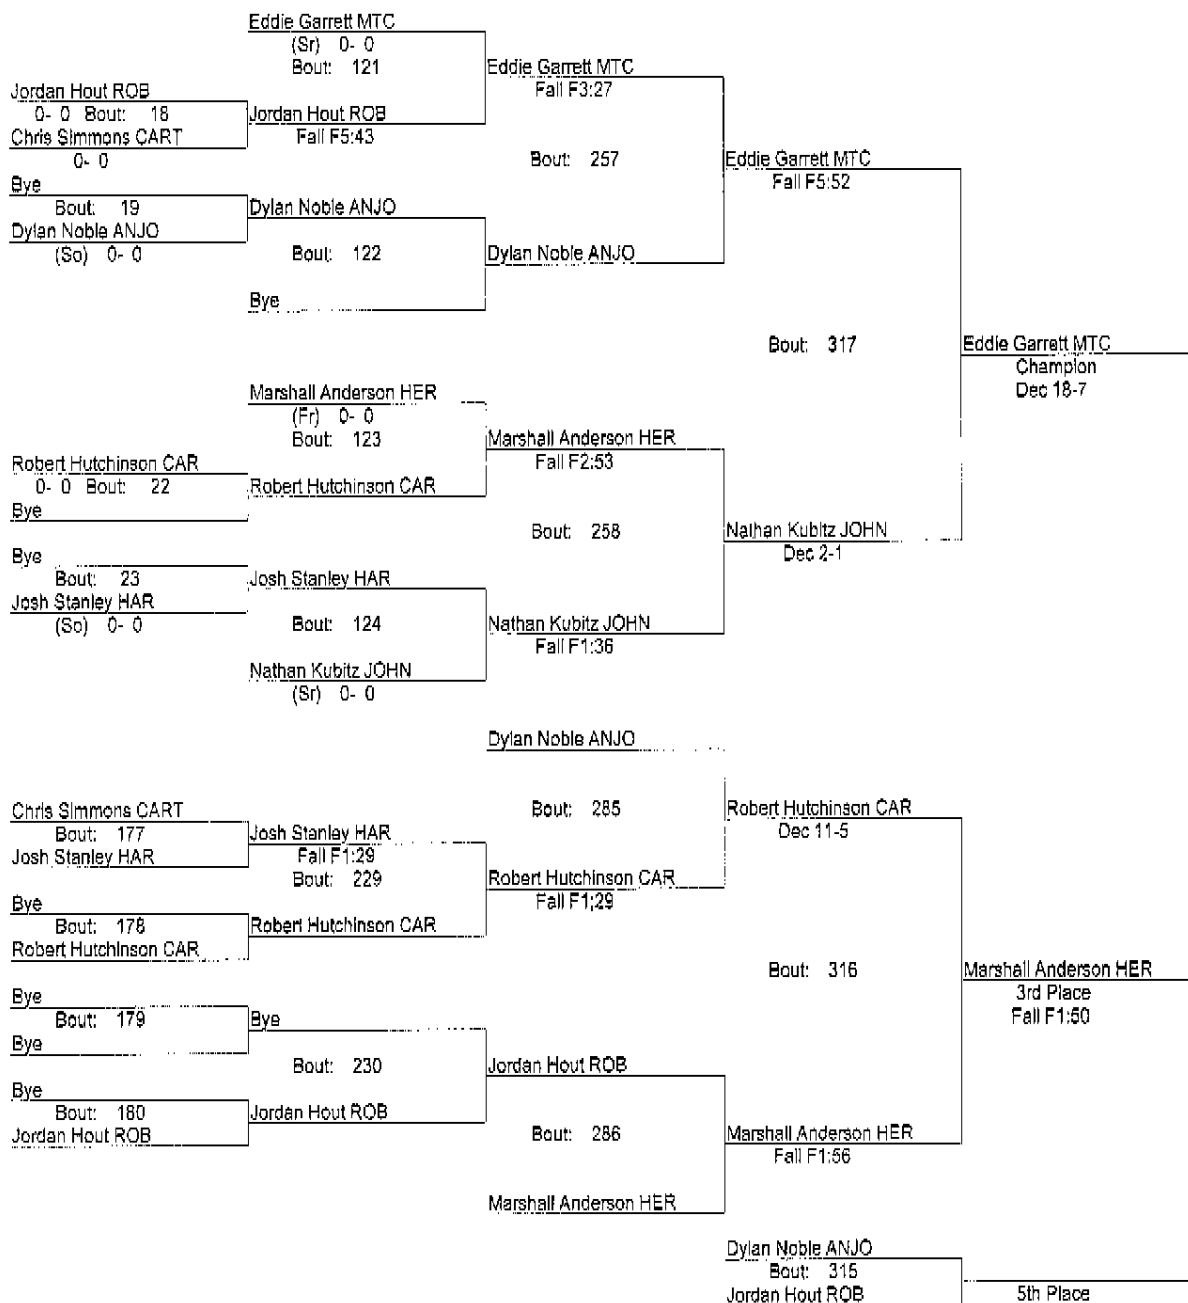 Eddie Garrett MTC
(Sr) 0- 0
Bout: 121
Eddie Garrett MTC
Fall F3:27
Jordan Hout ROB
0- 0 Bout: 18
Jordan Hout ROB
Fall F5:43
Chris Simmons CART
0- 0
Bout: 257
Eddie Garrett MTC
Fall F5:52
Bye
Bout: 19
Dylan Noble ANJO
Dylan Noble ANJO
(So) 0- 0
Bout: 122
Dylan Noble ANJO
Bye
Bout: 317
Eddie Garrett MTC
Champion
Dec 18-7
Marshall Anderson HER
(Fr) 0- 0
Bout: 123
Marshall Anderson HER
Fall F2:53
Robert Hutchinson CAR
0- 0 Bout: 22
Robert Hutchinson CAR
Bye
Bout: 258
Nathan Kubitz JOHN
Dec 2-1
Bye
Bout: 23
Josh Stanley HAR
Josh Stanley HAR
(So) 0- 0
Bout: 124
Nathan Kubitz JOHN
Fall F1:36
Nathan Kubitz JOHN
(Sr) 0- 0
Dylan Noble ANJO
Bout: 285
Robert Hutchinson CAR
Dec 11-5
Chris Simmons CART
Bout: 177
Josh Stanley HAR
Josh Stanley HAR
Fall F1:29
Bout: 229
Robert Hutchinson CAR
Fall F1:29
Bye
Bout: 178
Robert Hutchinson CAR
Robert Hutchinson CAR
Bout: 316
Marshall Anderson HER
3rd Place
Fall F1:50
Bye
Bout: 179
Bye
Bye
Bout: 230
Jordan Hout ROB
Bye
Bout: 180
Jordan Hout ROB
Jordan Hout ROB
Bout: 286
Marshall Anderson HER
Fall F1:56
Marshall Anderson HER
Dylan Noble ANJO
Bout: 315
Jordan Hout ROB
5th Place